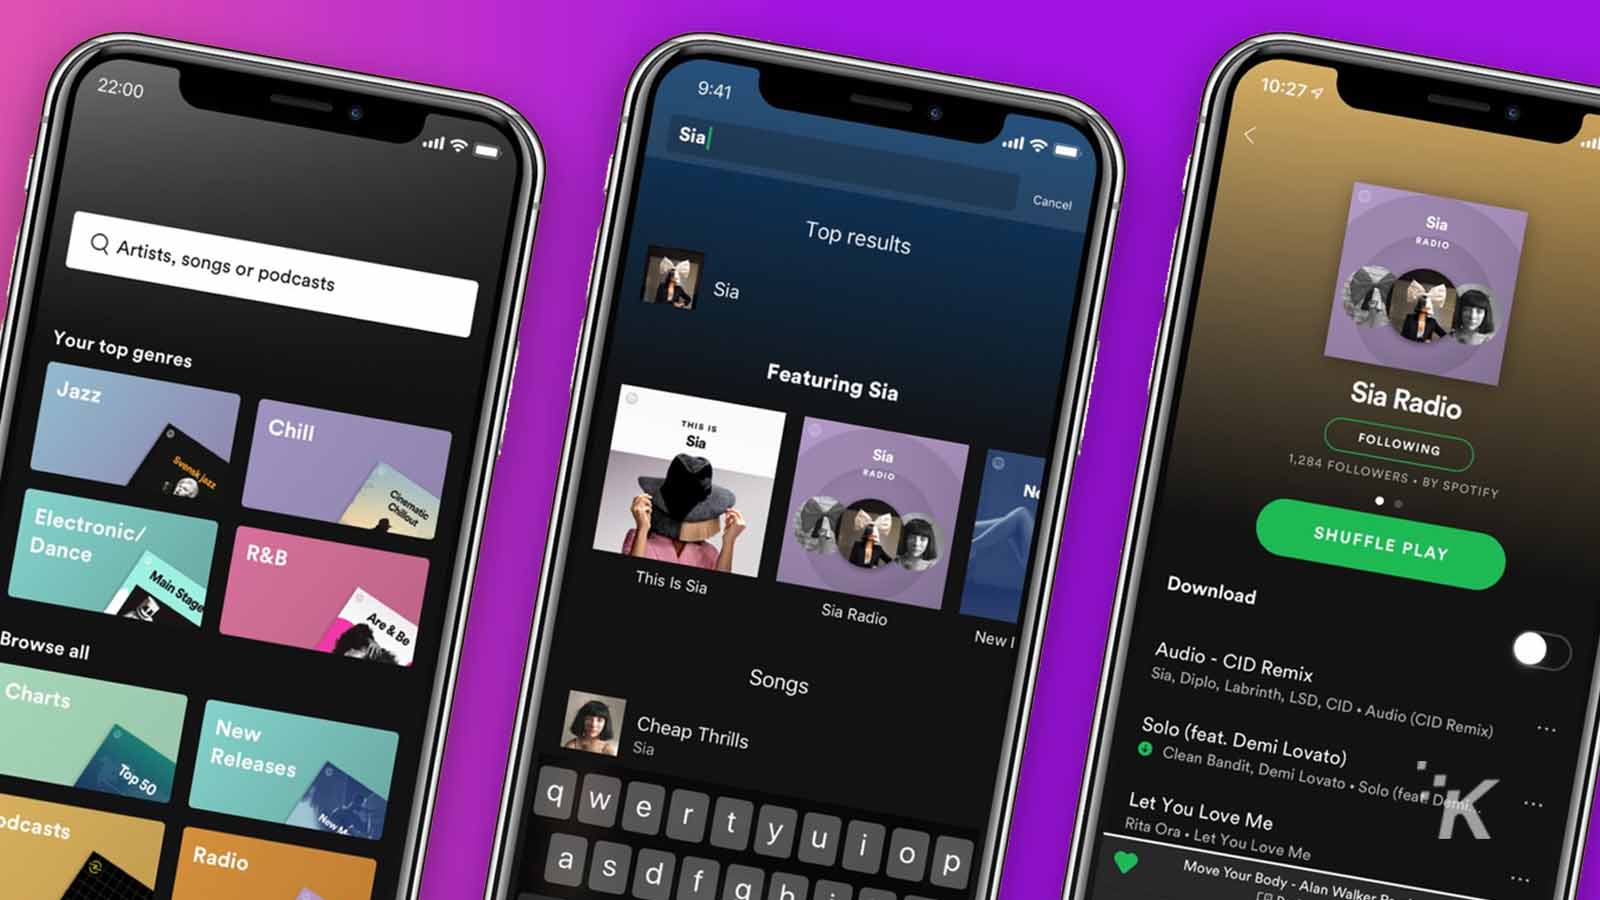 22:00
Artists, songs or podcasts
Your top genres
Jazz
Svensk jazz
Chill
Cinematic
Chillout
Electronic/
Dance
Main Stage
R&B
Are & Be
Browse all
Charts
Top 50
New
Releases
New M
odcasts
Radio
9:41
Sia
Cancel
Top results
Sia
Featuring Sia
THIS IS
Sia
This Is Sia
Sia
RADIO
Sia Radio
New I
Songs
Cheap Thrills
Sia
q w e r t y u i o p
a s d f g h
10:27
Sia
RADIO
Sia Radio
FOLLOWING
1,284 FOLLOWERS • BY SPOTIFY
SHUFFLE PLAY
Download
Audio - CID Remix
Sia, Diplo, Labrinth, LSD, CID • Audio (CID Remix)
Solo (feat. Demi Lovato)
Clean Bandit, Demi Lovato • Solo (feat. Demi...
Let You Love Me
Rita Ora • Let You Love Me
Move Your Body - Alan Walker Re
K